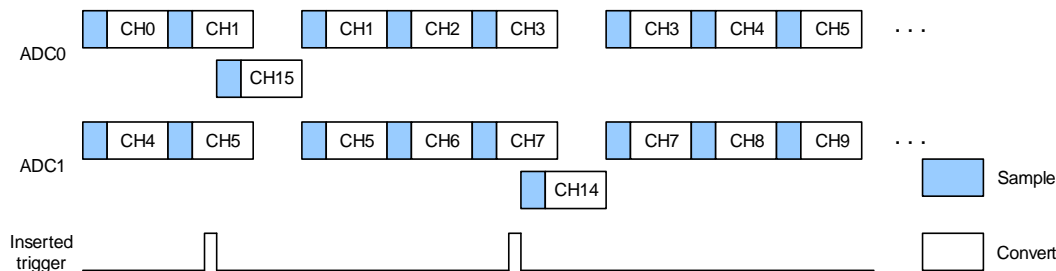 CH0 CH1 CH1 CH2 CH3 CH3 CH4 CH5 . . .
ADC0
CH15
CH4 CH5 CH5 CH6 CH7 CH7 CH8 CH9 . . .
ADC1
Sample
CH14
Inserted
trigger
Convert